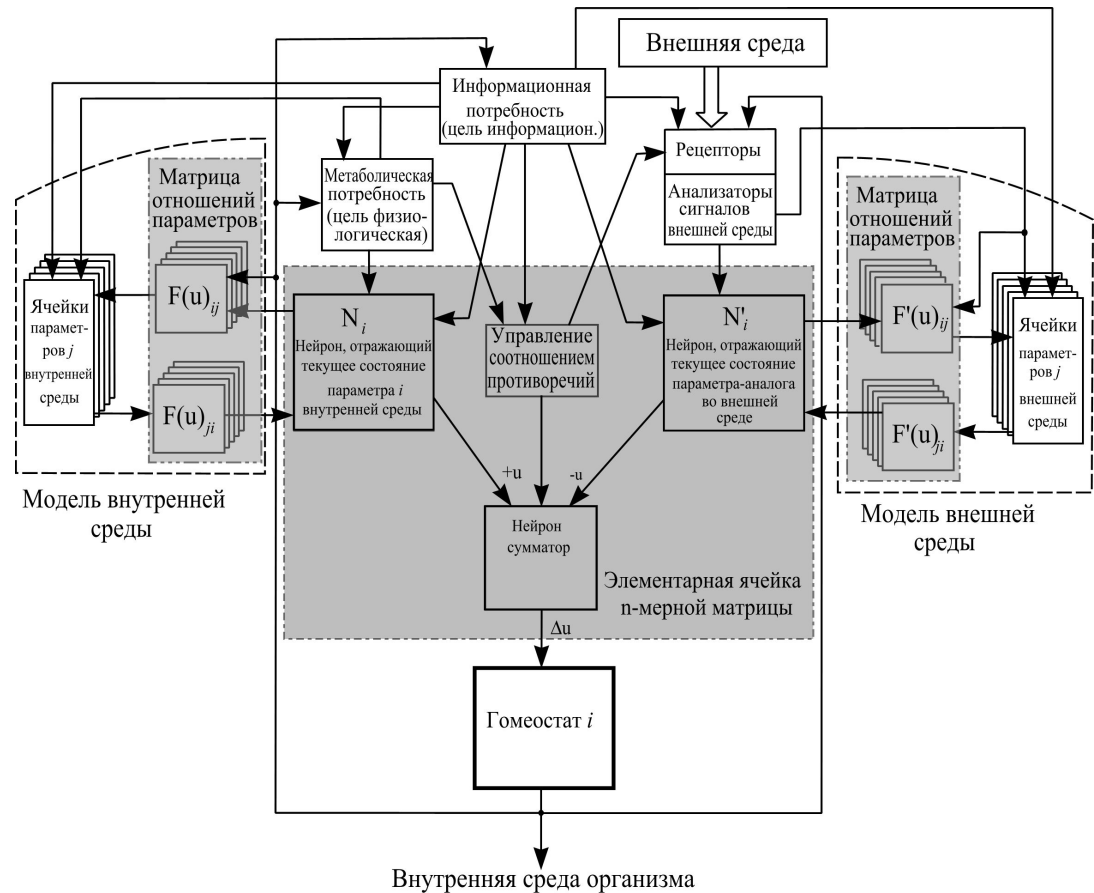 Внешняя среда
Информационная
потребность
(цель информацион.)
Рецепторы
Анализаторы
сигналов
внешней среды
Метаболическая
потребность
(цель физио-
логическая)
Матрица
отношений
параметров
F(u)ij
F(u)ji
Ячейки
парамет-
ров j
внутренней
среды
Модель внутренней
среды
Ni
Нейрон, отражающий
текущее состояние
параметра i
внутренней среды
Управление
соотношением
противоречий
N'i
Нейрон, отражающий
текущее состояние
параметра-аналога
во внешней
среде
Матрица
отношений
параметров
F'(u)ij
F'(u)ji
Ячейки
парамет-
ров j
внешней
среды
Модель внешней
среды
+u
-u
Нейрон
сумматор
Элементарная ячейка
n-мерной матрицы
Δu
Гомеостат i
Внутренняя среда организма